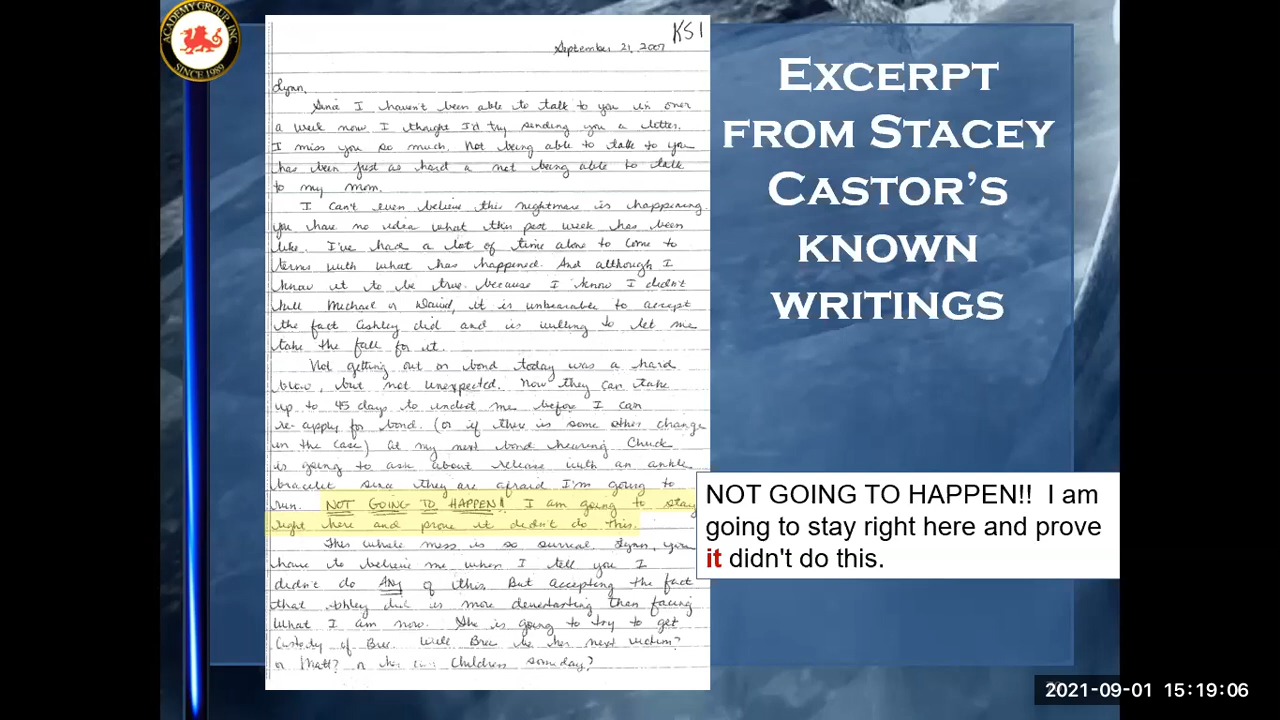 ACADEMY GROUP, INC
SINCE 1989
KS1
September 21, 2007
Lynn,
Since I haven't been able to talk to you in over
a week now I thought I'd try sending you a letter.
I miss you so much. Not being able to talk to you
has been just as hard a not being able to talk
to my mom.
I can't even believe this nightmare is happening.
you have no idea what this past week has been
like. I've have a lot of time alone to come to
terms with what has happened. And although I
know it to be true because I know I didn't
kill Michael or David, it is unbearable to accept
the fact Ashley did and is willing to let me
take the fall for it.
Not getting out on bond today was a hard
blow, but not unexpected. Now they can take
up to 45 days to indict me before I can
re-apply for bond. (or if there is some other change
in the case) At my next bond hearing Chuck
is going to ask about release with an ankle
bracelet since they are afraid I'm going to
run. NOT GOING TO HAPPEN!! I am going to stay
right here and prove it didn't do this.
This whole mess is so surreal. Lynn, you
have to believe me when I tell you I
didn't do ANY of this. But accepting the fact
that Ashley did is more devertasting than facing
what I am now. She is going to try to get
Custody of Bree. Will Bree be her next victim?
or Matt? or her own Children someday?
EXCERPT
FROM STACEY
CASTOR'S
KNOWN
WRITINGS
NOT GOING TO HAPPEN!! I am
going to stay right here and prove
it didn't do this.
2021-09-01 15:19:06